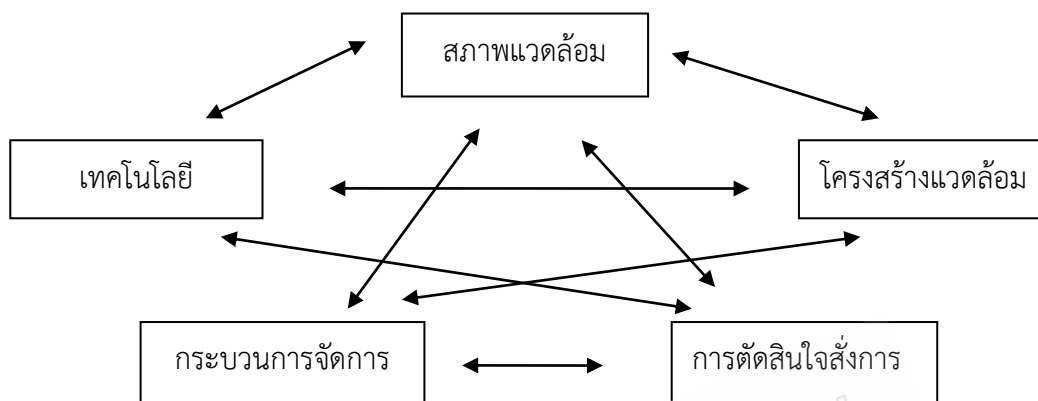 สภาพแวดล้อม
เทคโนโลยี
โครงสร้างแวดล้อม
กระบวนการจัดการ
การตัดสินใจสั่งการ